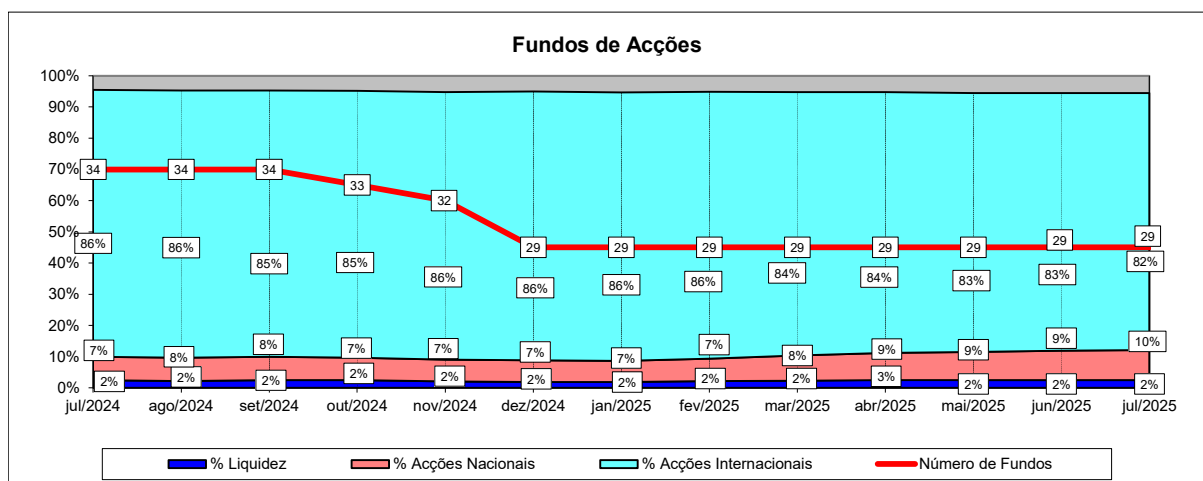 Fundos de Acções
100%
90%
80%
70%
60%
50%
40%
30%
20%
10%
0%
34 34 34 33 32 29 29 29 29 29 29 29 29
86% 86% 85% 85% 86% 86% 86% 86% 84% 84% 83% 83% 82%
7% 8% 8% 7% 7% 7% 7% 7% 8% 9% 9% 9% 10%
2% 2% 2% 2% 2% 2% 2% 2% 2% 3% 2% 2% 2%
jul/2024 ago/2024 set/2024 out/2024 nov/2024 dez/2024 jan/2025 fev/2025 mar/2025 abr/2025 mai/2025 jun/2025 jul/2025
% Liquidez % Acções Nacionais % Acções Internacionais Número de Fundos